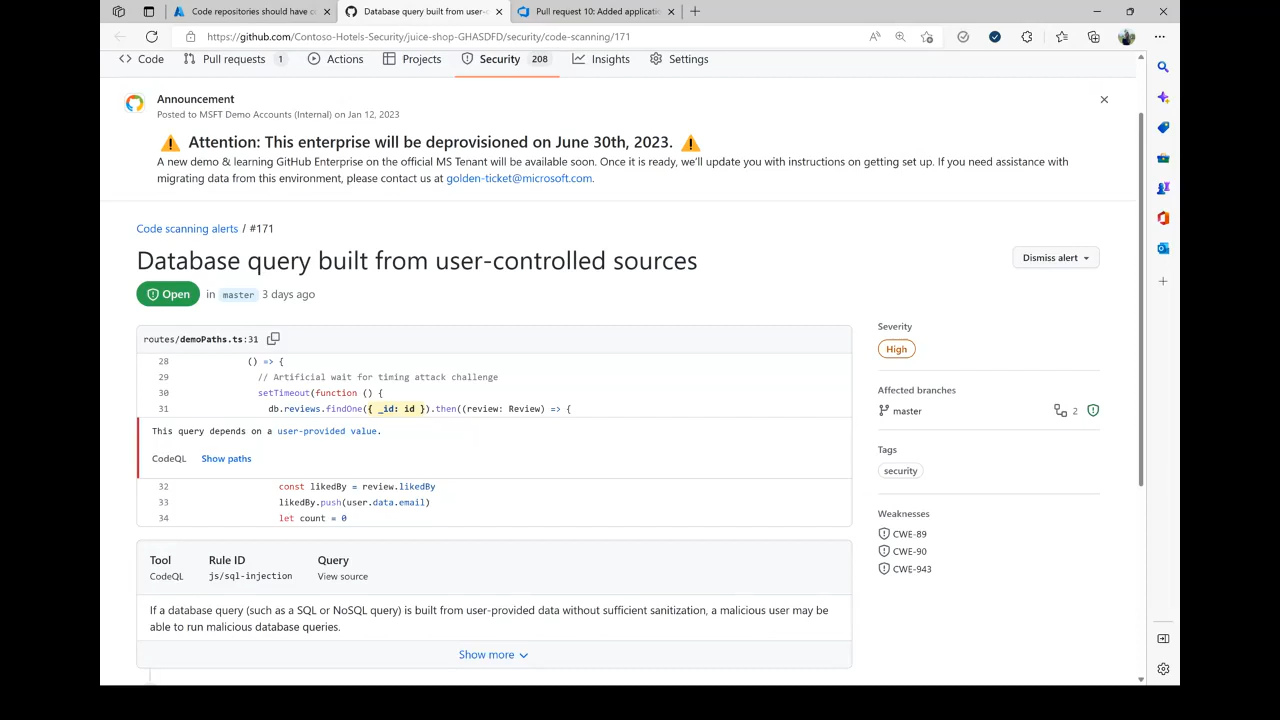 Code repositories should have c
Database query built from user-c
Pull request 10: Added applicatio
https://github.com/Contoso-Hotels-Security/juice-shop-GHASDFD/security/code-scanning/171
Code
Pull requests 1
Actions
Projects
Security 208
Insights
Settings
Announcement
Posted to MSFT Demo Accounts (Internal) on Jan 12, 2023
Attention: This enterprise will be deprovisioned on June 30th, 2023.
A new demo & learning GitHub Enterprise on the official MS Tenant will be available soon. Once it is ready, we'll update you with instructions on getting set up. If you need assistance with
migrating data from this environment, please contact us at golden-ticket@microsoft.com.
Code scanning alerts / #171
Database query built from user-controlled sources
Dismiss alert
Open in master 3 days ago
routes/demoPaths.ts:31
28 () => {
29 // Artificial wait for timing attack challenge
30 setTimeout(function () {
31 db.reviews.findOne({ _id: id }).then((review: Review) => {
This query depends on a user-provided value.
CodeQL Show paths
32 const likedBy = review.likedBy
33 likedBy.push(user.data.email)
34 let count = 0
Tool Rule ID Query
CodeQL js/sql-injection View source
If a database query (such as a SQL or NoSQL query) is built from user-provided data without sufficient sanitization, a malicious user may be
able to run malicious database queries.
Show more
Severity
High
Affected branches
master 2
Tags
security
Weaknesses
CWE-89
CWE-90
CWE-943